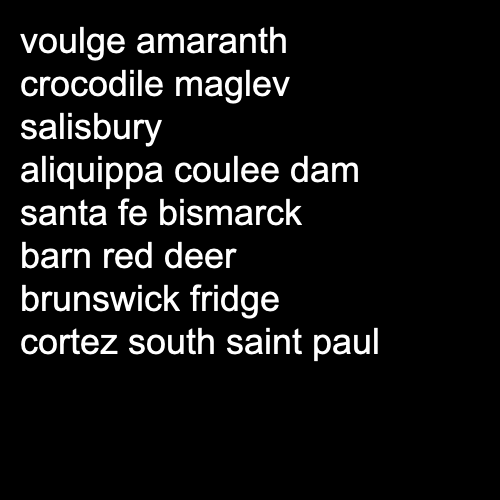 voulge amaranth
crocodile maglev
salisbury
aliquippa coulee dam
santa fe bismarck
barn red deer
brunswick fridge
cortez south saint paul